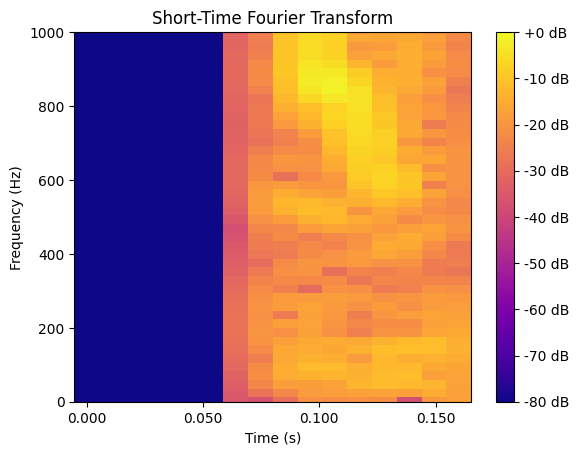 Short-Time Fourier Transform
1000
800
600
400
200
0
Frequency (Hz)
0.000
0.050
0.100
0.150
Time (s)
+0 dB
-10 dB
-20 dB
-30 dB
-40 dB
-50 dB
-60 dB
-70 dB
-80 dB